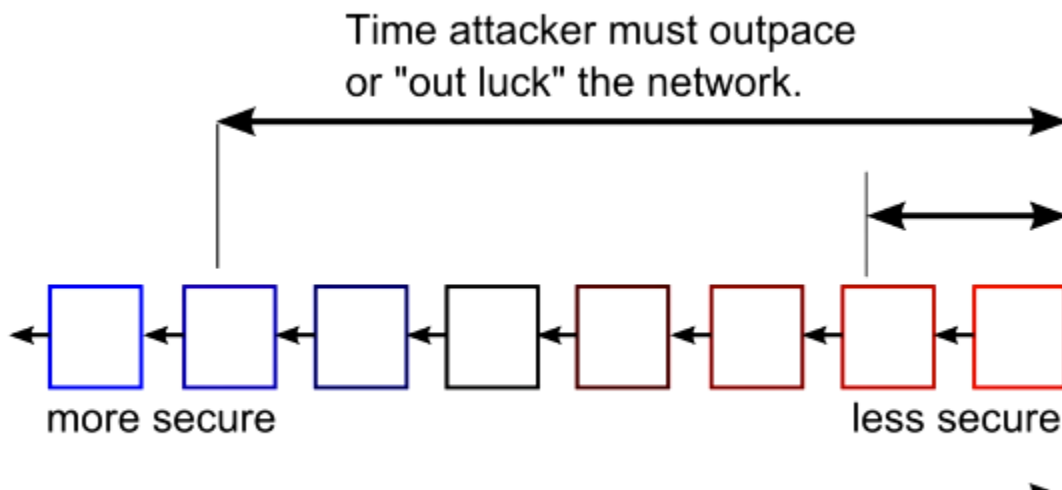 Time attacker must outpace
or "out luck" the network.
more secure
less secure